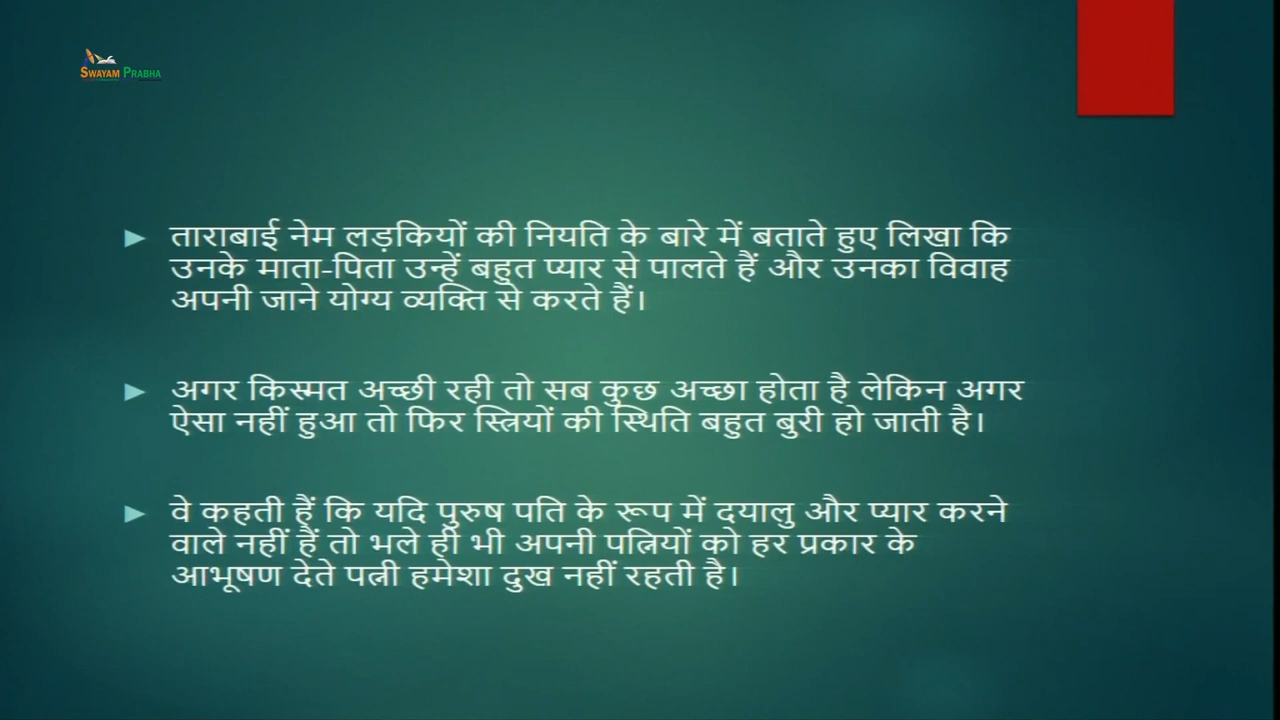 SWAYAM PRABHA
ताराबाई नेम लड़कियों की नियति के बारे में बताते हुए लिखा कि
उनके माता-पिता उन्हें बहुत प्यार से पालते हैं और उनका विवाह
अपनी जाने योग्य व्यक्ति से करते हैं।
अगर किस्मत अच्छी रही तो सब कुछ अच्छा होता है लेकिन अगर
ऐसा नहीं हुआ तो फिर स्त्रियों की स्थिति बहुत बुरी हो जाती है।
वे कहती हैं कि यदि पुरुष पति के रूप में दयालु और प्यार करने
वाले नहीं हैं तो भले ही भी अपनी पत्नियों को हर प्रकार के
आभूषण देते पत्नी हमेशा दुख नहीं रहती है।